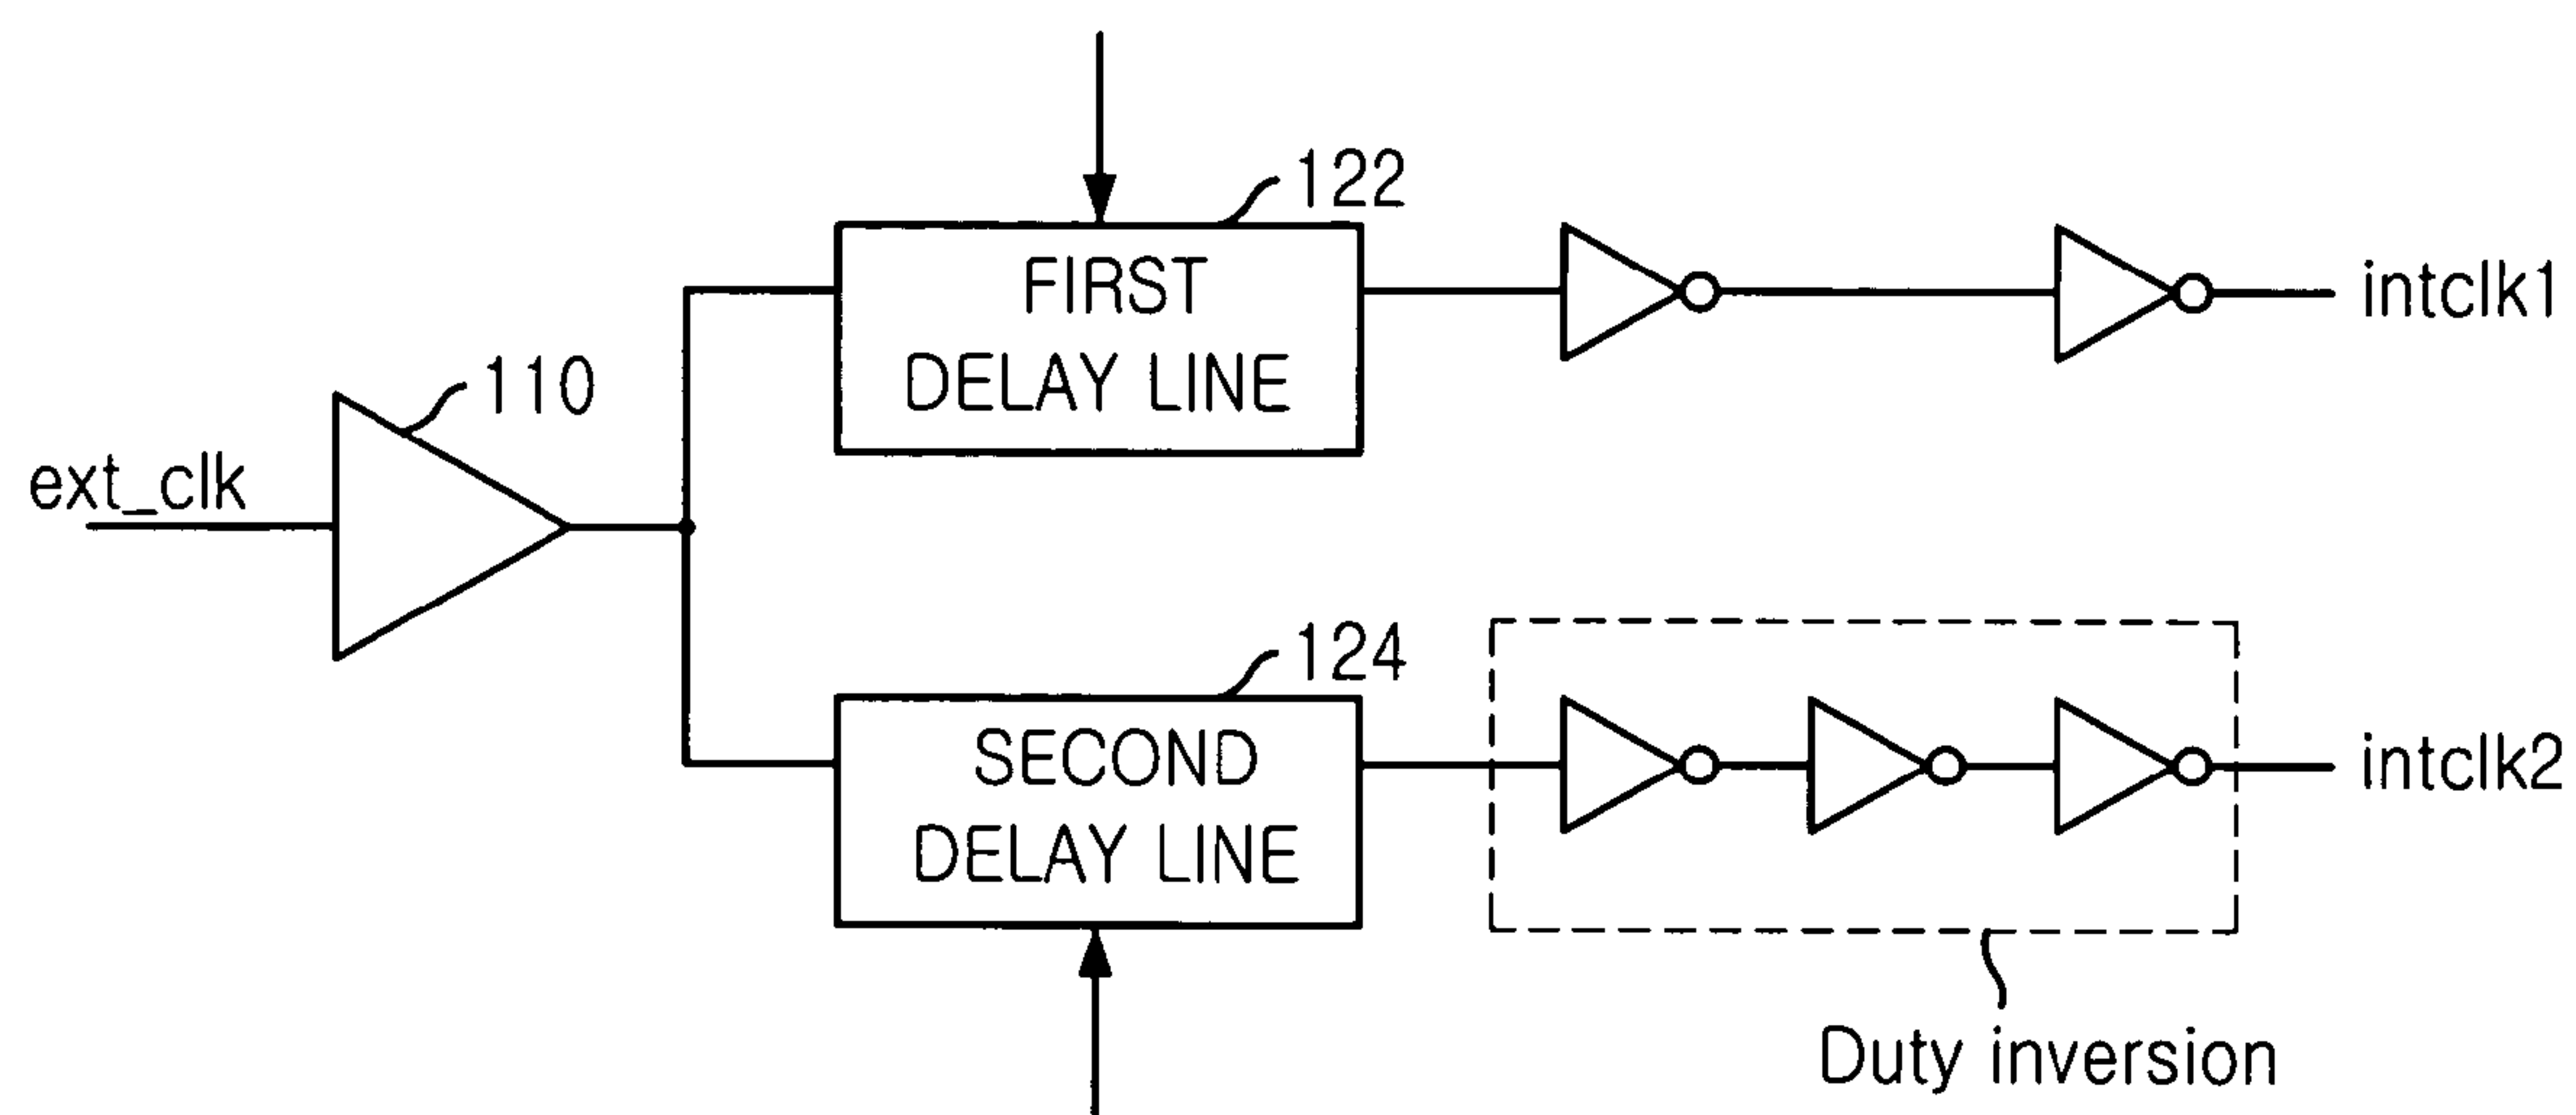 122
FIRST
DELAY LINE
intclk1
110
ext_clk
124
SECOND
DELAY LINE
intclk2
Duty inversion